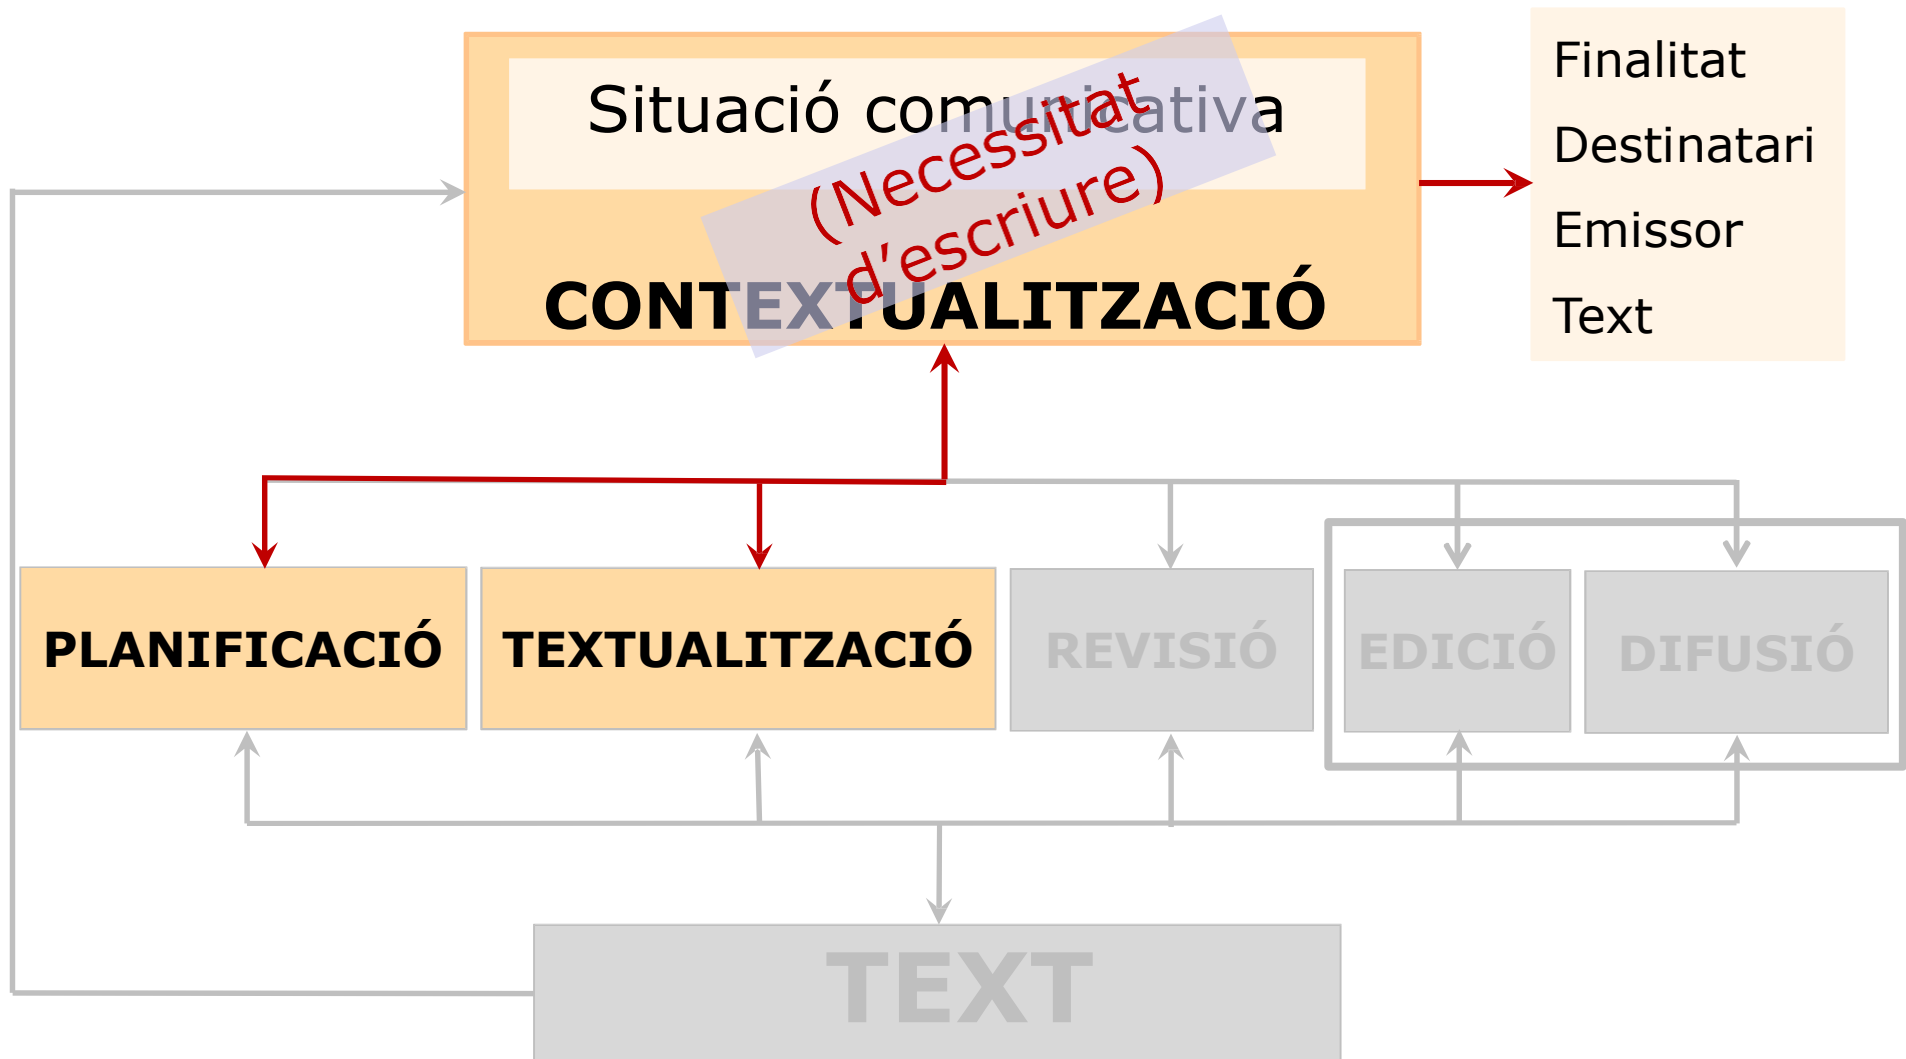 Situació comunicativa
(Necessitat
d’escriure)
CONTEXTUALITZACIÓ
Finalitat
Destinatari
Emissor
Text
PLANIFICACIÓ
TEXTUALITZACIÓ
REVISIÓ
EDICIÓ
DIFUSIÓ
TEXT